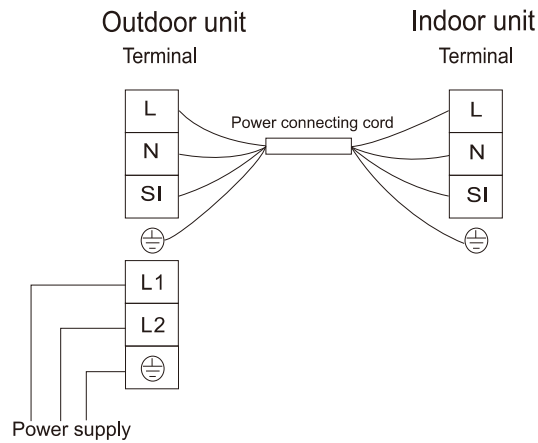 Outdoor unit
Terminal
Indoor unit
Terminal
L
N
SI
Power connecting cord
L
N
SI
L1
L2
Power supply